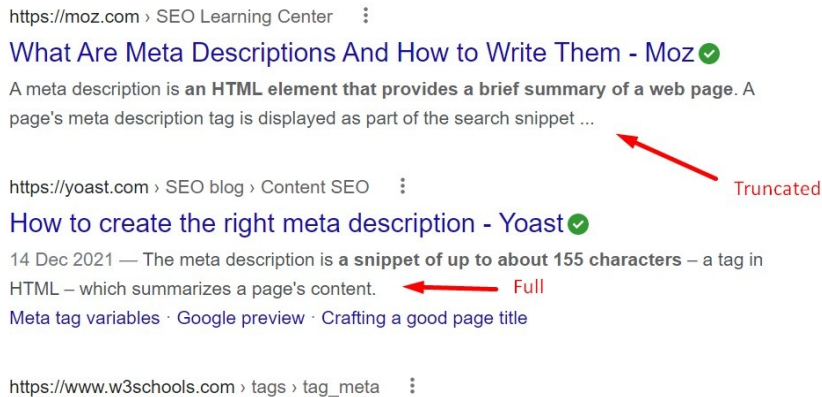 https://moz.com › SEO Learning Center
What Are Meta Descriptions And How to Write Them - Moz
A meta description is an HTML element that provides a brief summary of a web page. A
page's meta description tag is displayed as part of the search snippet ...
Truncated
https://yoast.com › SEO blog › Content SEO
How to create the right meta description - Yoast
14 Dec 2021 — The meta description is a snippet of up to about 155 characters – a tag in
HTML – which summarizes a page's content.
Full
Meta tag variables · Google preview · Crafting a good page title
https://www.w3schools.com › tags › tag_meta